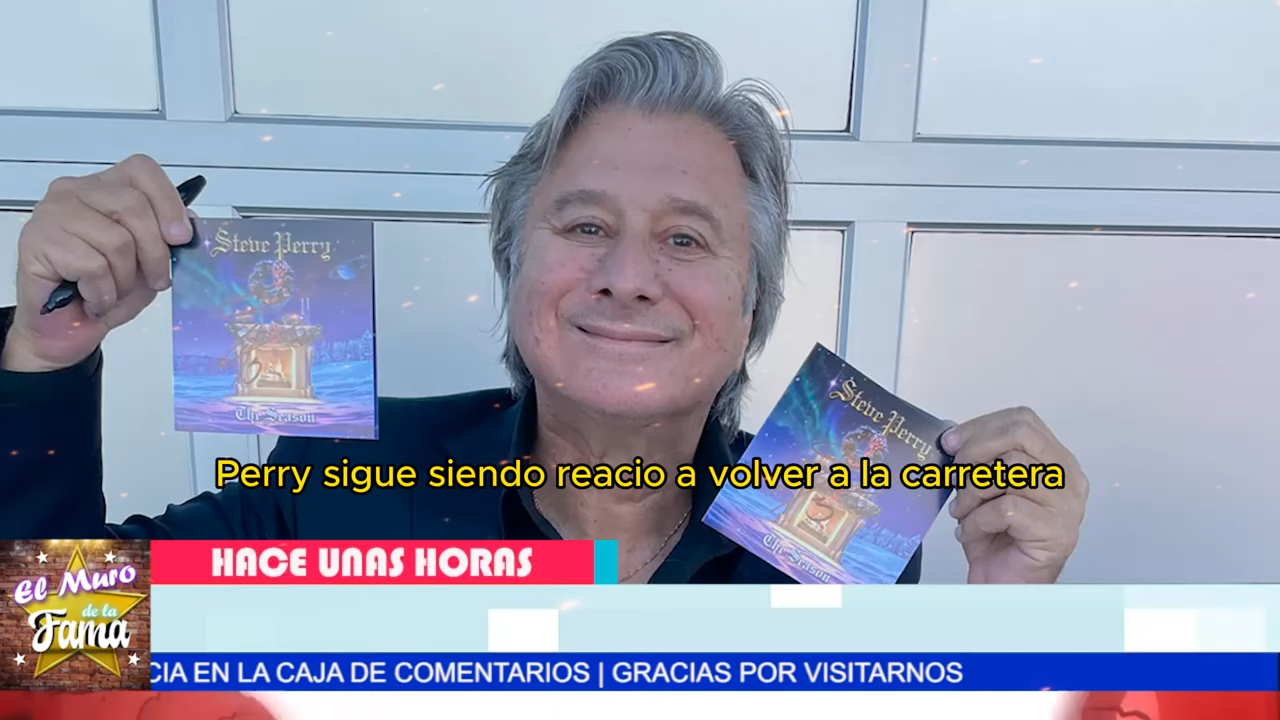 Steve Perry
The Season
Steve Perry
The Season
Perry sigue siendo reacio a volver a la carretera
HACE UNAS HORAS
El Muro
de la
Fama
CIA EN LA CAJA DE COMENTARIOS | GRACIAS POR VISITARNOS